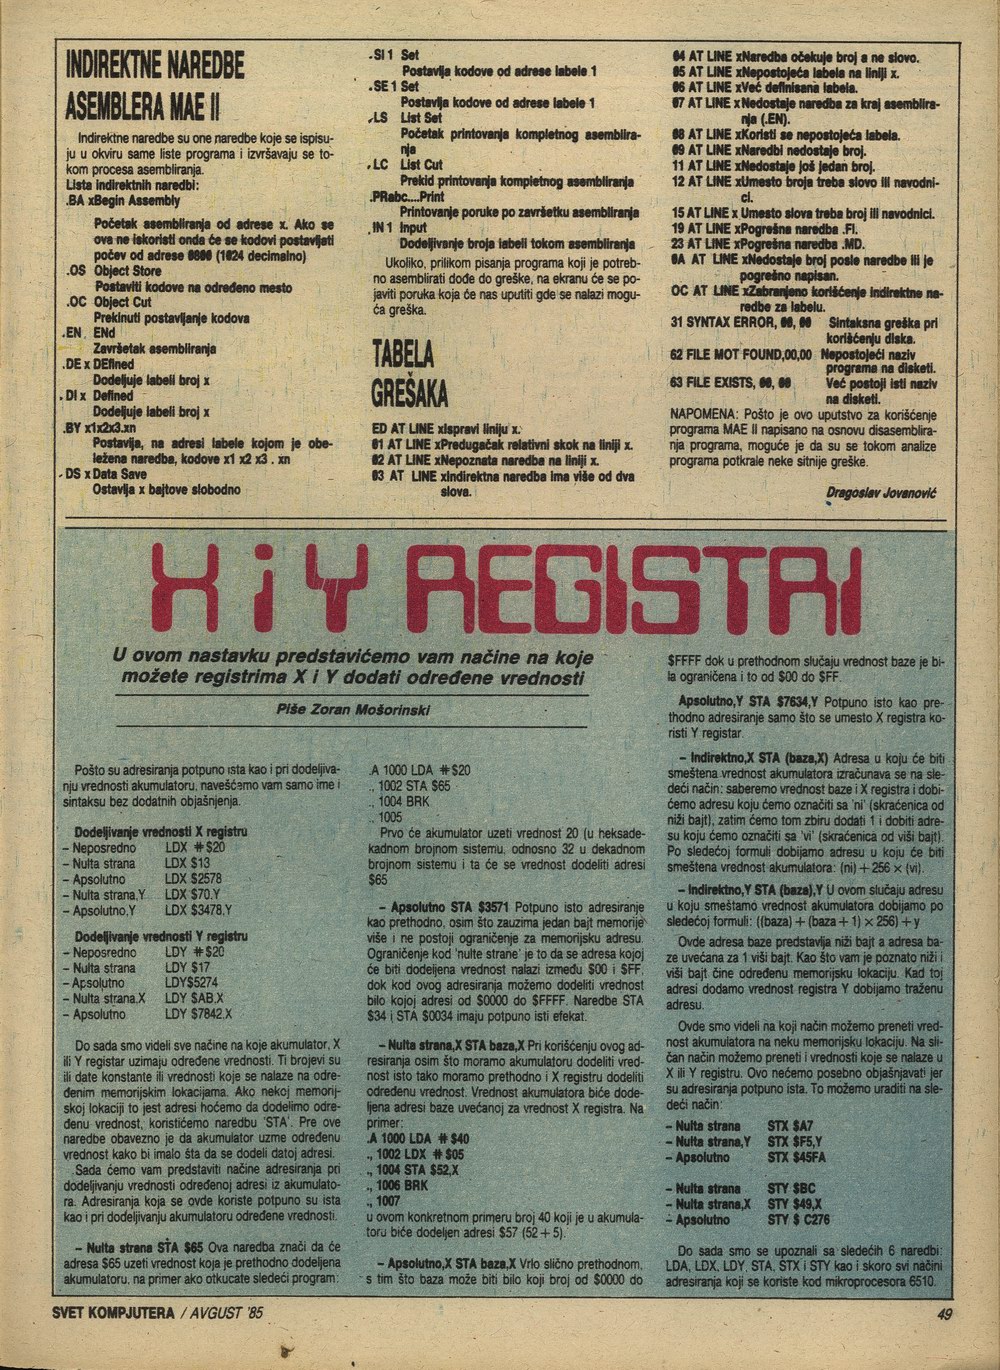 INDIREKTNE NAREDBE
ASEMBLERA MAE II
Indirektne naredbe su one naredbe koje se ispisu-
ju u okviru same liste programa i izvršavaju se to-
kom procesa asembliranja.
Lista indirektnih naredbi:
.BA xBegin Assembly
Početak asembliranja od adrese x. Ako se
ova ne iskoristi onda će se kodovi postavljati
počev od adrese 0800 (1024 decimalno)
.OS Object Store
Postaviti kodove na određeno mesto
.OC Object Cut
Prekinuti postavljanje kodova
.EN ENd
Završetak asembliranja
.DE x DEfined
Dodeljuje labeli broj x
.DI x Defined
Dodeljuje labeli broj x
.BY x1x2x3.xn
Postavlja, na adresi labele kojom je obe-
ležena naredba, kodove x1 x2 x3 . xn
.DS x Data Save
Ostavlja x bajtove slobodno
.SI 1 Set
Postavlja kodove od adrese labele 1
.SE 1 Set
Postavlja kodove od adrese labele 1
.LS List Set
Početak printovanja kompletnog asemblira-
nja
.LC List Cut
Prekid printovanja kompletnog asembliranja
.PRabc....Print
Printovanje poruke po završetku asembliranja
.IN 1 Input
Dodeljivanje broja labeli tokom asembliranja
Ukoliko, prilikom pisanja programa koji je potreb-
no asemblirati dođe do greške, na ekranu će se po-
javiti poruka koja će nas uputiti gde se nalazi mogu-
ća greška.
TABELA
GREŠAKA
ED AT LINE xIspravi liniju x.
01 AT LINE xPredugačak relativni skok na liniji x.
02 AT LINE xNepoznata naredba na liniji x.
03 AT LINE xIndirektna naredba ima više od dva
slova.
04 AT LINE xNaredba očekuje broj a ne slovo.
05 AT LINE xNepostojeća labela na liniji x.
06 AT LINE xVeć definisana labela.
07 AT LINE x Nedostaje naredba za kraj asemblira-
nja (.EN).
08 AT LINE xKoristi se nepostojeća labela.
09 AT LINE xNaredbi nedostaje broj.
11 AT LINE xNedostaje još jedan broj.
12 AT LINE xUmesto broja treba slovo ili navodni-
ci.
15 AT LINE x Umesto slova treba broj ili navodnici.
19 AT LINE xPogrešna naredba .FI.
23 AT LINE xPogrešna naredba .MD.
0A AT LINE xNedostaje broj posle naredbe ili je
pogrešno napisan.
OC AT LINE xZabranjeno korišćenje indirektne na-
redbe za labelu.
31 SYNTAX ERROR, 00, 00 Sintaksna greška pri
korišćenju diska.
62 FILE MOT FOUND,00,00 Nepostojeći naziv
programa na disketi.
63 FILE EXISTS, 00, 00 Već postoji isti naziv
na disketi.
NAPOMENA: Pošto je ovo uputstvo za korišćenje
programa MAE II napisano na osnovu disasemblira-
nja programa, moguće je da su se tokom analize
programa potkrale neke sitnije greške.
Dragoslav Jovanović
X i Y REGISTRI
U ovom nastavku predstavićemo vam načine na koje
možete registrima X i Y dodati određene vrednosti
Piše Zoran Mošorinski
Pošto su adresiranja potpuno ista kao i pri dodeljiva-
nju vrednosti akumulatoru, navešćemo vam samo ime i
sintaksu bez dodatnih objašnjenja.
Dodeljivanje vrednosti X registru
– Neposredno LDX #$20
– Nulta strana LDX $13
– Apsolutno LDX $2578
– Nulta strana,Y LDX $70.Y
– Apsolutno,Y LDX $3478,Y
Dodeljivanje vrednosti Y registru
– Neposredno LDY #$20
– Nulta strana LDY $17
– Apsolutno LDY$5274
– Nulta strana,X LDY $AB,X
– Apsolutno LDY $7842,X
Do sada smo videli sve načine na koje akumulator, X
ili Y registar uzimaju određene vrednosti. Ti brojevi su
ili date konstante ili vrednosti koje se nalaze na odre-
đenim memorijskim lokacijama. Ako nekoj memorij-
skoj lokaciji to jest adresi hoćemo da dodelimo odre-
đenu vrednost, koristićemo naredbu 'STA'. Pre ove
naredbe obavezno je da akumulator uzme određenu
vrednost kako bi imalo šta da se dodeli datoj adresi.
Sada ćemo vam predstaviti načine adresiranja pri
dodeljivanju vrednosti određenoj adresi iz akumulato-
ra. Adresiranja koja se ovde koriste potpuno su ista
kao i pri dodeljivanju akumulatoru određene vrednosti.
– Nulta strana STA $65 Ova naredba znači da će
adresa $65 uzeti vrednost koja je prethodno dodeljena
akumulatoru, na primer ako otkucate sledeći program:
.A 1000 LDA #$20
., 1002 STA $65
., 1004 BRK
., 1005
Prvo će akumulator uzeti vrednost 20 (u heksade-
kadnom brojnom sistemu, odnosno 32 u dekadnom
brojnom sistemu i ta će se vrednost dodeliti adresi
$65
– Apsolutno STA $3571 Potpuno isto adresiranje
kao prethodno, osim što zauzima jedan bajt memorije
više i ne postoji ograničenje za memorijsku adresu.
Ograničenje kod 'nulte strane' je to da se adresa kojoj
će biti dodeljena vrednost nalazi između $00 i $FF,
dok kod ovog adresiranja možemo dodeliti vrednost
bilo kojoj adresi od $0000 do $FFFF. Naredbe STA
$34 i STA $0034 imaju potpuno isti efekat.
– Nulta strana,X STA baza,X Pri korišćenju ovog ad-
resiranja osim što moramo akumulatoru dodeliti vred-
nost isto tako moramo prethodno i X registru dodeliti
određenu vrednost. Vrednost akumulatora biće dode-
ljena adresi baze uvećanoj za vrednost X registra. Na
primer:
.A 1000 LDA #$40
., 1002 LDX #$05
., 1004 STA $52,X
., 1006 BRK
., 1007
u ovom konkretnom primeru broj 40 koji je u akumula-
toru biće dodeljen adresi $57 (52 + 5).
– Apsolutno,X STA baza,X Vrlo slično prethodnom,
s tim što baza može biti bilo koji broj od $0000 do
$FFFF dok u prethodnom slučaju vrednost baze je bi-
la ograničena i to od $00 do $FF.
Apsolutno,Y STA $7634,Y Potpuno isto kao pre-
thodno adresiranje samo što se umesto X registra ko-
risti Y registar.
– Indirektno,X STA (baza,X) Adresa u koju će biti
smeštena vrednost akumulatora izračunava se na sle-
deći način: saberemo vrednost baze i X registra i dobi-
ćemo adresu koju ćemo označiti sa 'ni' (skraćenica od
niži bajt), zatim ćemo tom zbiru dodati 1 i dobiti adre-
su koju ćemo označiti sa 'vi' (skraćenica od viši bajt).
Po sledećoj formuli dobijamo adresu u koju će biti
smeštena vrednost akumulatora: (ni) + 256 × (vi).
– Indirektno,Y STA (baza),Y U ovom slučaju adresu
u koju smeštamo vrednost akumulatora dobijamo po
sledećoj formuli: ((baza) + (baza + 1) × 256) + y
Ovde adresa baze predstavlja niži bajt a adresa ba-
ze uvećana za 1 viši bajt. Kao što vam je poznato niži i
viši bajt čine određenu memorijsku lokaciju. Kad toj
adresi dodamo vrednost registra Y dobijamo traženu
adresu.
Ovde smo videli na koji način možemo preneti vred-
nost akumulatora na neku memorijsku lokaciju. Na sli-
čan način možemo preneti i vrednosti koje se nalaze u
X ili Y registru. Ovo nećemo posebno objašnjavati jer
su adresiranja potpuno ista. To možemo uraditi na sle-
deći način:
– Nulta strana STX $A7
– Nulta strana,Y STX $F5,Y
– Apsolutno STX $45FA
– Nulta strana STY $BC
– Nulta strana,X STY $49,X
– Apsolutno STY $ C276
Do sada smo se upoznali sa sledećih 6 naredbi:
LDA, LDX, LDY, STA, STX i STY kao i skoro svi načini
adresiranja koji se koriste kod mikroprocesora 6510.
SVET KOMPJUTERA / AVGUST '85
49